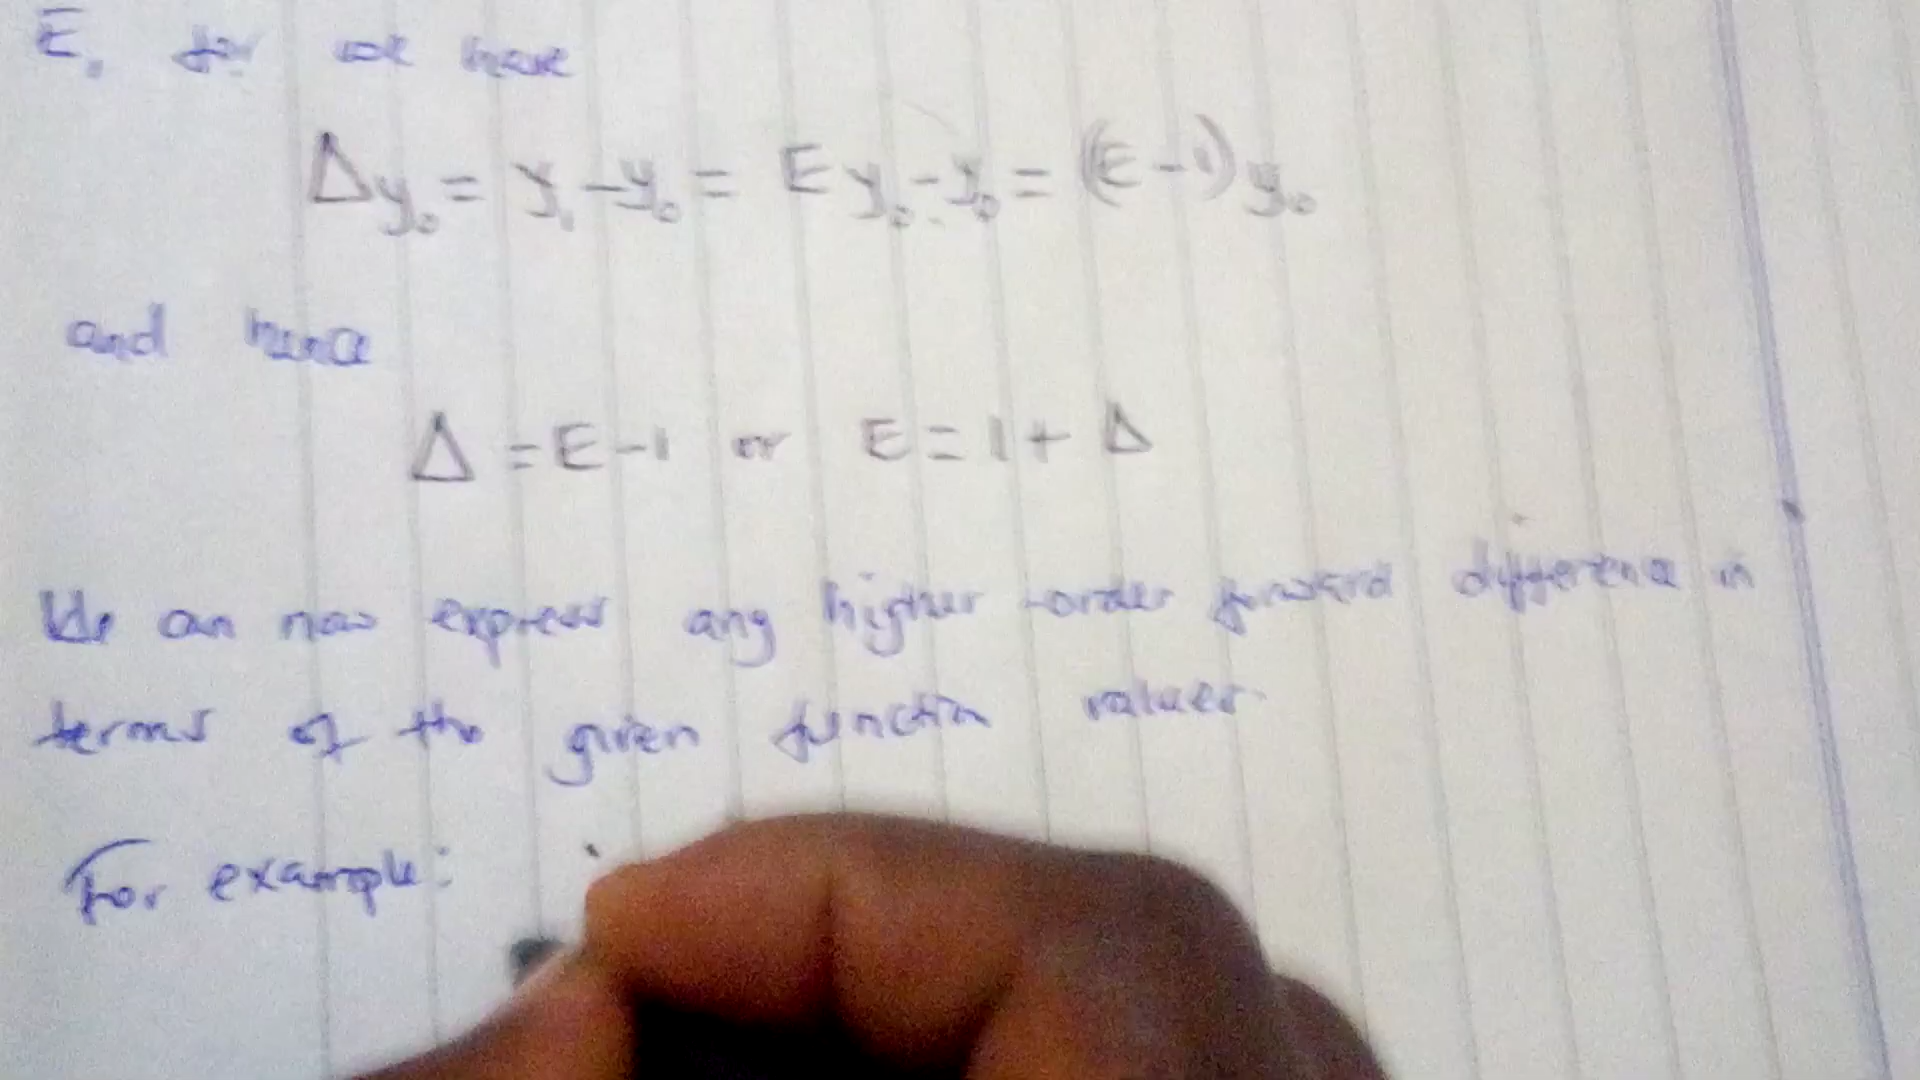 E, for we have
Δy₀ = y₁ - y₀ = Ey₀ - y₀ = (E - 1)y₀
and hence
Δ = E - 1 or E = 1 + Δ
We can now express any higher-order forward difference in
terms of the given function values
For example: